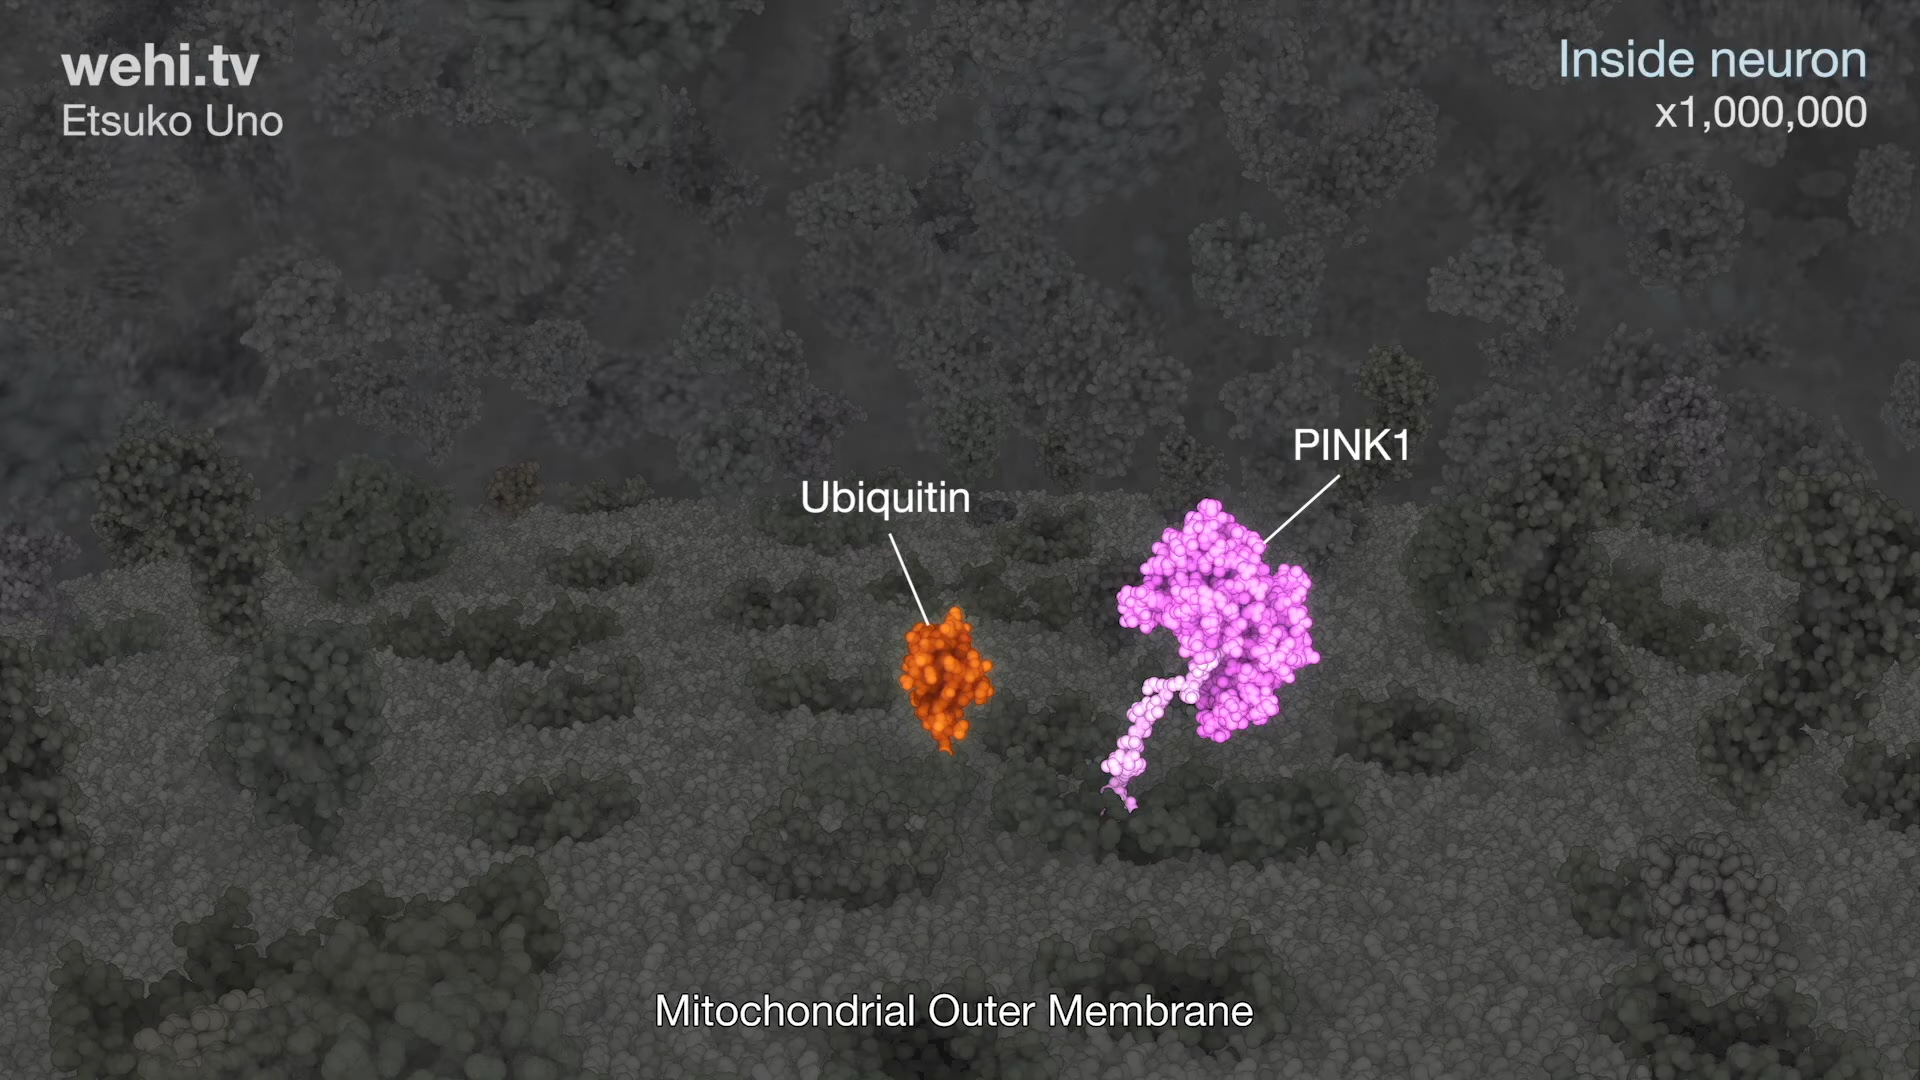 wehi.tv
Etsuko Uno
Inside neuron
x1,000,000
PINK1
Ubiquitin
Mitochondrial Outer Membrane